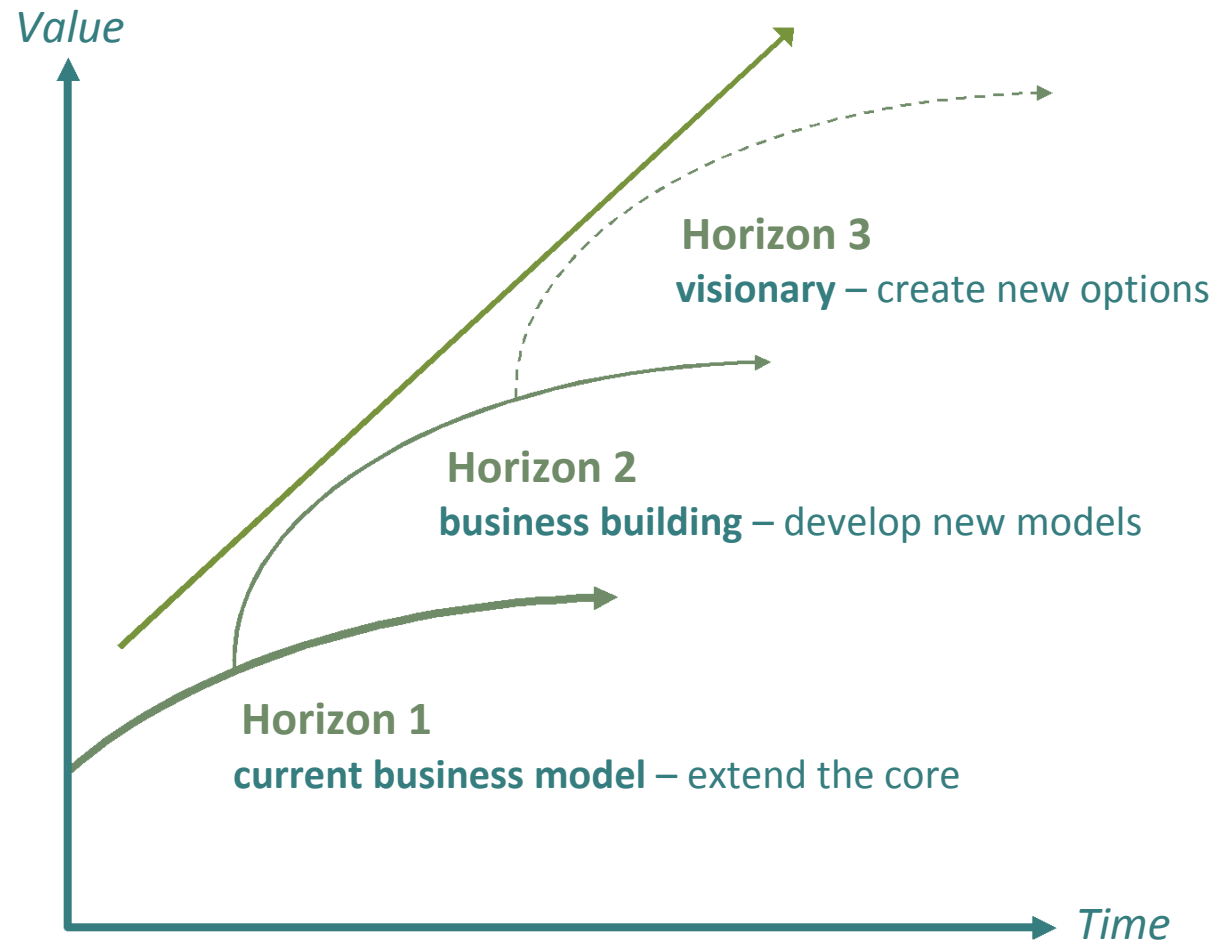 Value
Horizon 3
visionary – create new options
Horizon 2
business building – develop new models
Horizon 1
current business model – extend the core
Time